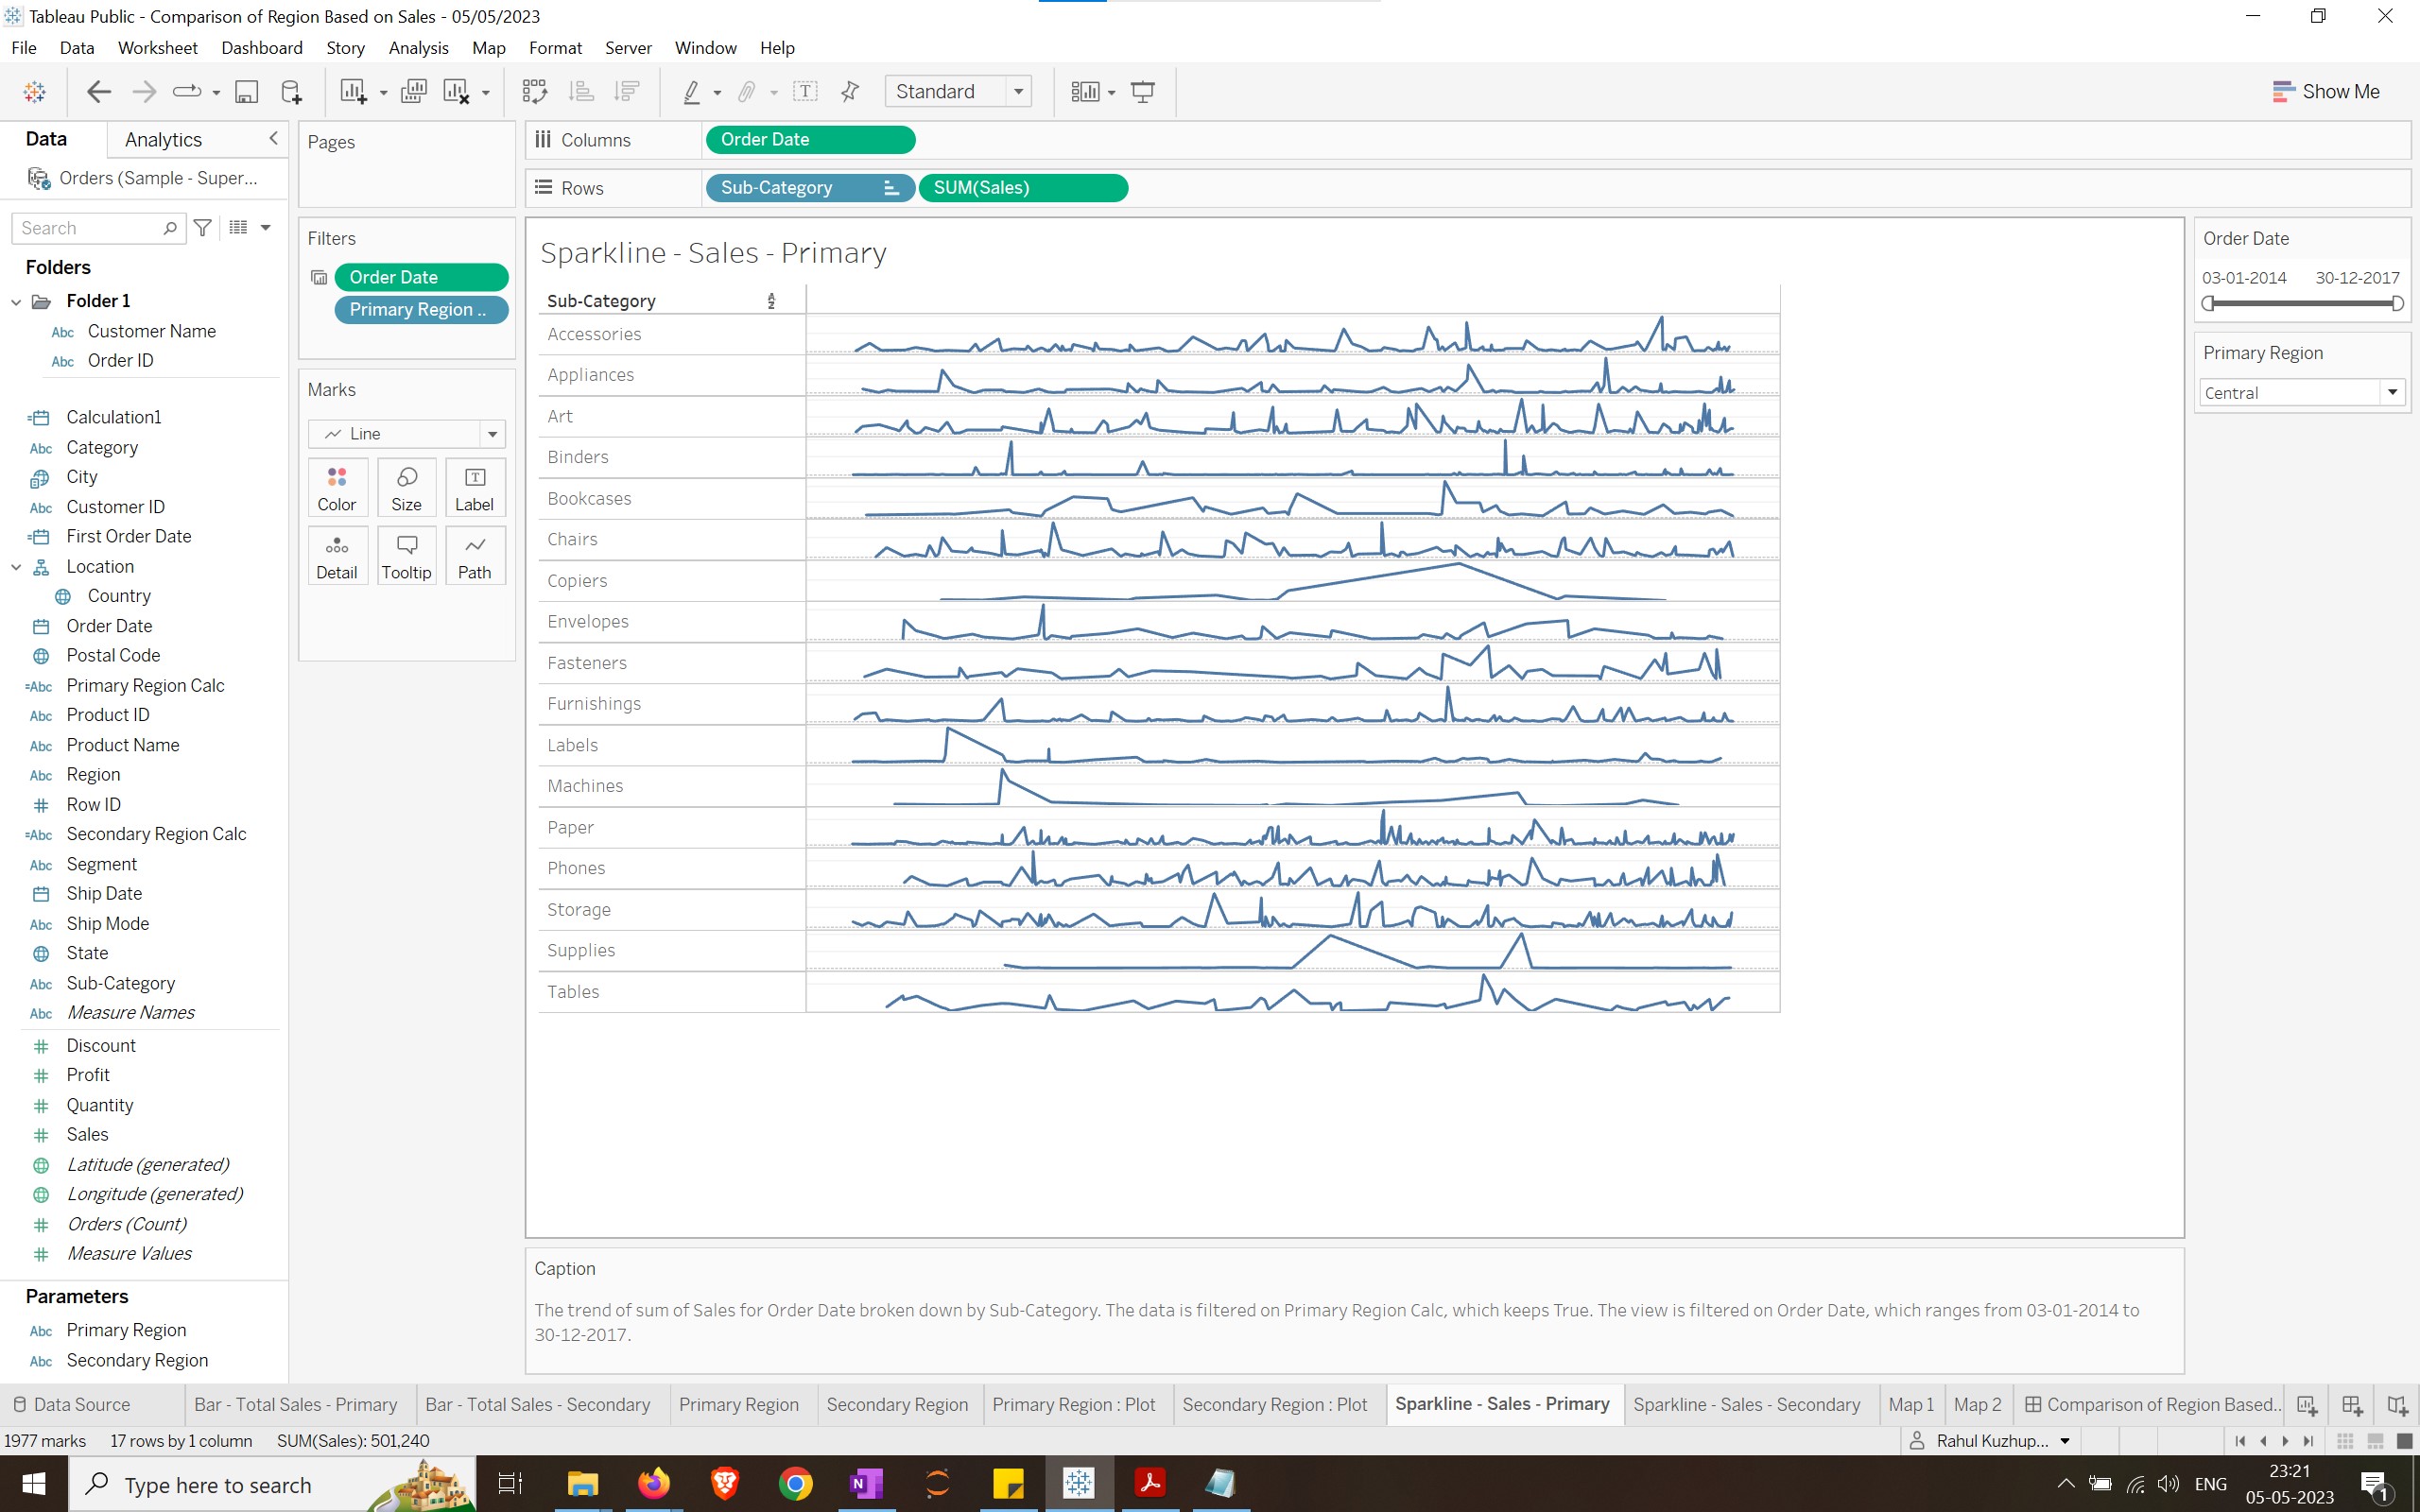 Tableau Public - Comparison of Region Based on Sales - 05/05/2023
File Data Worksheet Dashboard Story Analysis Map Format Server Window Help
Standard
Show Me
Data Analytics
Orders (Sample - Super...
Search
Folders
Folder 1
Abc Customer Name
Abc Order ID
Calculation1
Abc Category
City
Abc Customer ID
First Order Date
Location
Country
Order Date
Postal Code
=Abc Primary Region Calc
Abc Product ID
Abc Product Name
Abc Region
# Row ID
=Abc Secondary Region Calc
Abc Segment
Ship Date
Abc Ship Mode
State
Abc Sub-Category
Abc Measure Names
# Discount
# Profit
# Quantity
# Sales
Latitude (generated)
Longitude (generated)
# Orders (Count)
# Measure Values
Parameters
Abc Primary Region
Abc Secondary Region
Pages
Filters
Order Date
Primary Region ..
Marks
Line
Color Size Label
Detail Tooltip Path
Columns Order Date
Rows Sub-Category SUM(Sales)
Sparkline - Sales - Primary
Sub-Category
Accessories
Appliances
Art
Binders
Bookcases
Chairs
Copiers
Envelopes
Fasteners
Furnishings
Labels
Machines
Paper
Phones
Storage
Supplies
Tables
Order Date
03-01-2014 30-12-2017
Primary Region
Central
Caption
The trend of sum of Sales for Order Date broken down by Sub-Category. The data is filtered on Primary Region Calc, which keeps True. The view is filtered on Order Date, which ranges from 03-01-2014 to
30-12-2017.
Data Source Bar - Total Sales - Primary Bar - Total Sales - Secondary Primary Region Secondary Region Primary Region : Plot Secondary Region : Plot Sparkline - Sales - Primary Sparkline - Sales - Secondary Map 1 Map 2 Comparison of Region Based..
1977 marks 17 rows by 1 column SUM(Sales): 501,240 Rahul Kuzhup...
Type here to search
ENG
23:21
05-05-2023
1